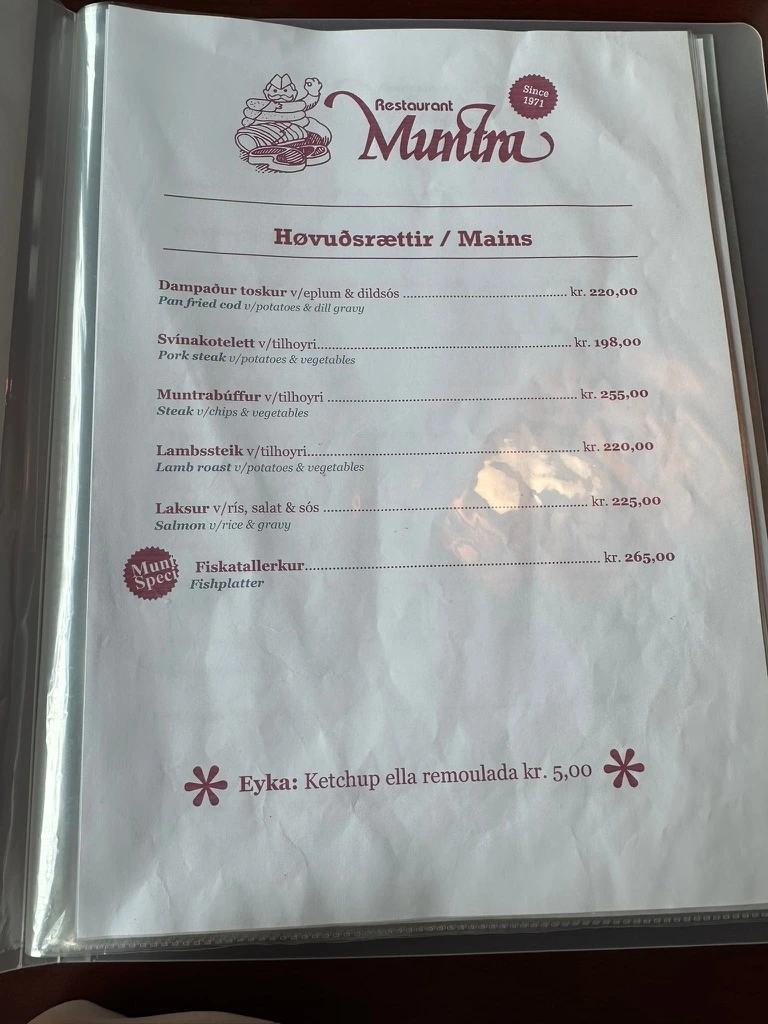 Restaurant
Muntra
Since
1971
Høvuðsrættir / Mains
Dampaður toskur v/eplum & dildsós ........ kr. 220,00
Pan fried cod v/potatoes & dill gravy
Svínakotelett v/tilhoyri........ kr. 198,00
Pork steak v/potatoes & vegetables
Muntrabúffur v/tilhoyri ........ kr. 255,00
Steak v/chips & vegetables
Lambssteik v/tilhoyri........ kr. 220,00
Lamb roast v/potatoes & vegetables
Laksur v/rís, salat & sós ........ kr. 225,00
Salmon v/rice & gravy
Munt
Spect
Fiskatallerkur........ kr. 265,00
Fishplatter
Eyka: Ketchup ella remoulada kr. 5,00